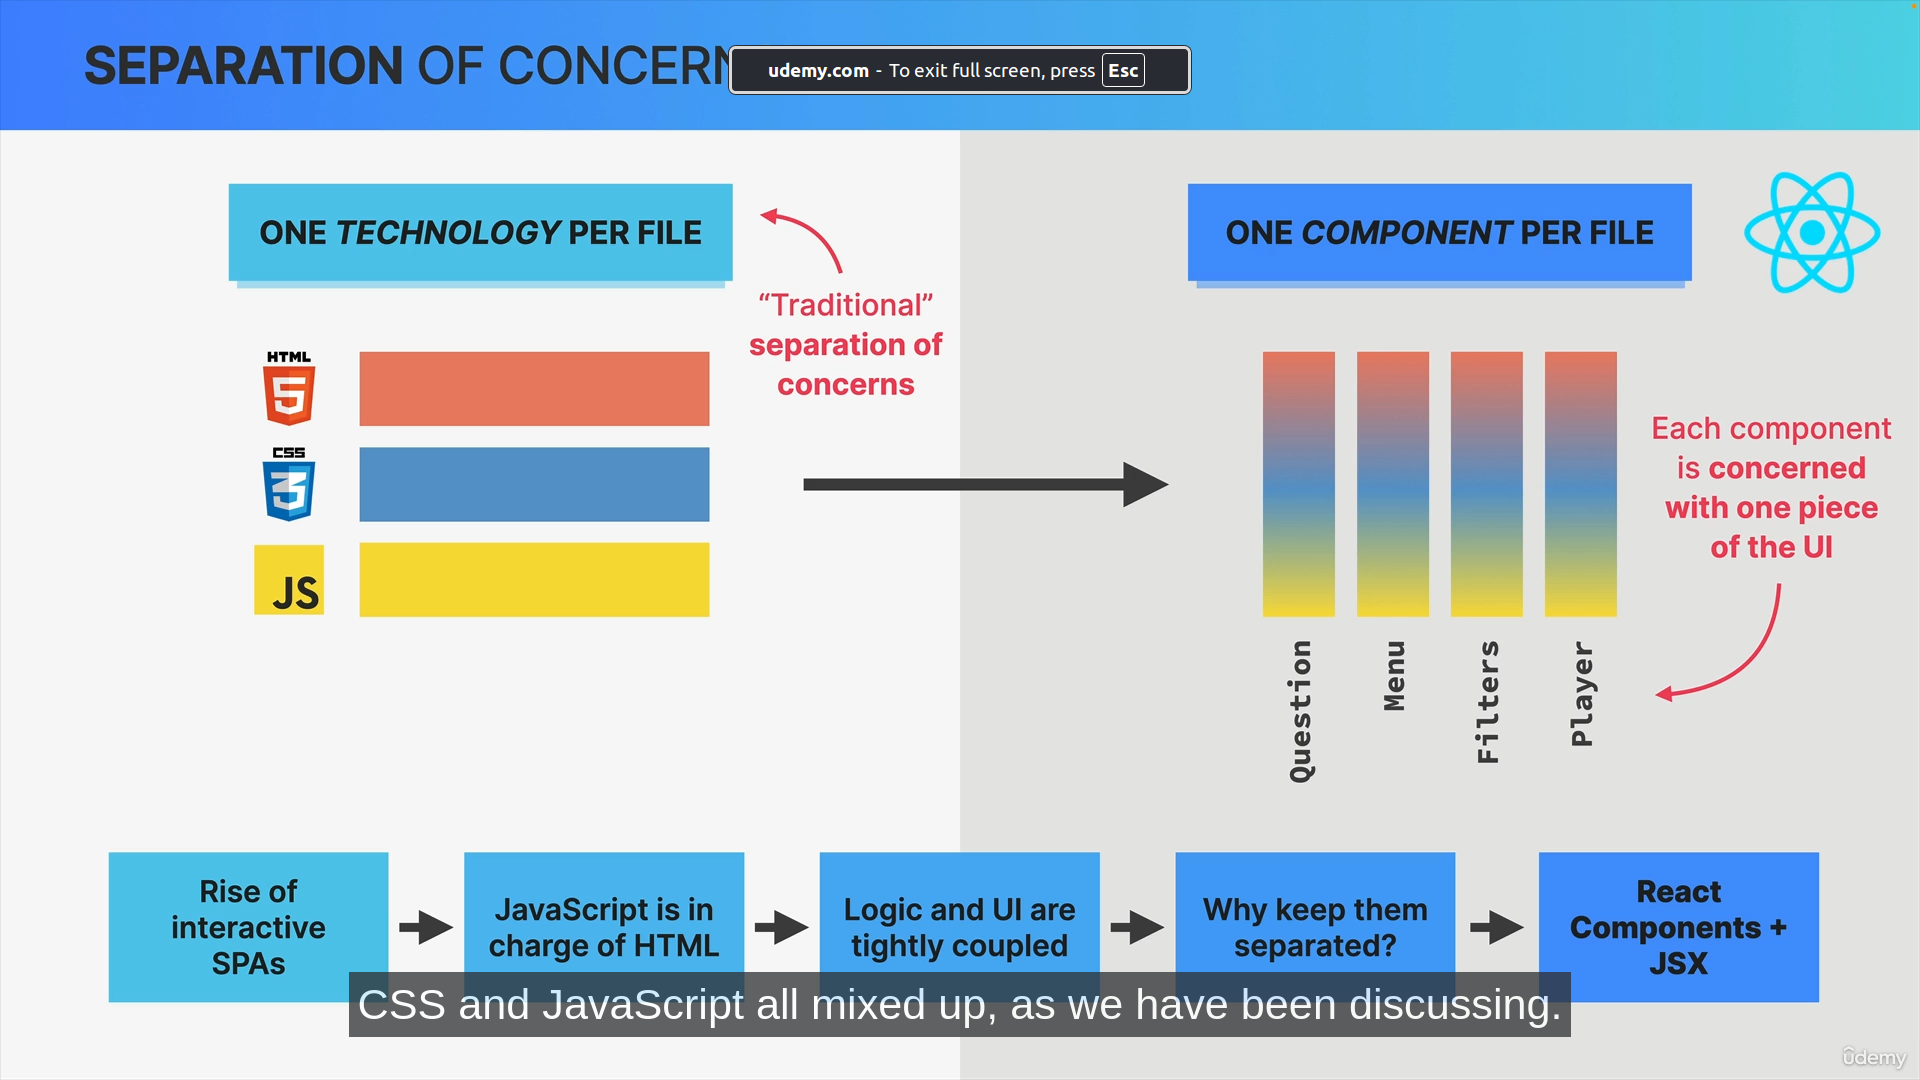 SEPARATION OF CONCERN
udemy.com - To exit full screen, press Esc
ONE TECHNOLOGY PER FILE
“Traditional”
separation of
concerns
HTML
5
CSS
3
JS
ONE COMPONENT PER FILE
Each component
is concerned
with one piece
of the UI
Question
Menu
Filters
Player
Rise of
interactive
SPAs
JavaScript is in
charge of HTML
Logic and UI are
tightly coupled
Why keep them
separated?
React
Components +
JSX
CSS and JavaScript all mixed up, as we have been discussing.
ûdemy